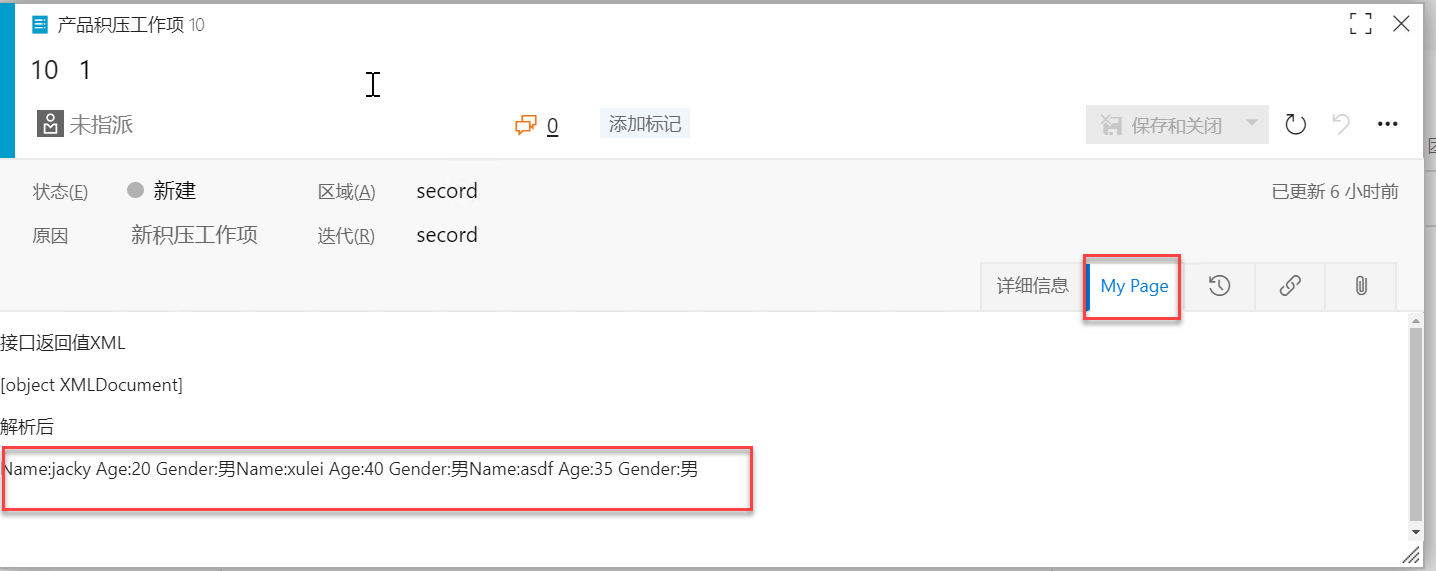 产品积压工作项 10
10 1
未指派 0 添加标记 保存和关闭
状态(E) 新建 区域(A) secord 已更新 6 小时前
原因 新积压工作项 迭代(R) secord
详细信息 My Page
接口返回值XML
[object XMLDocument]
解析后
Name:jacky Age:20 Gender:男Name:xulei Age:40 Gender:男Name:asdf Age:35 Gender:男